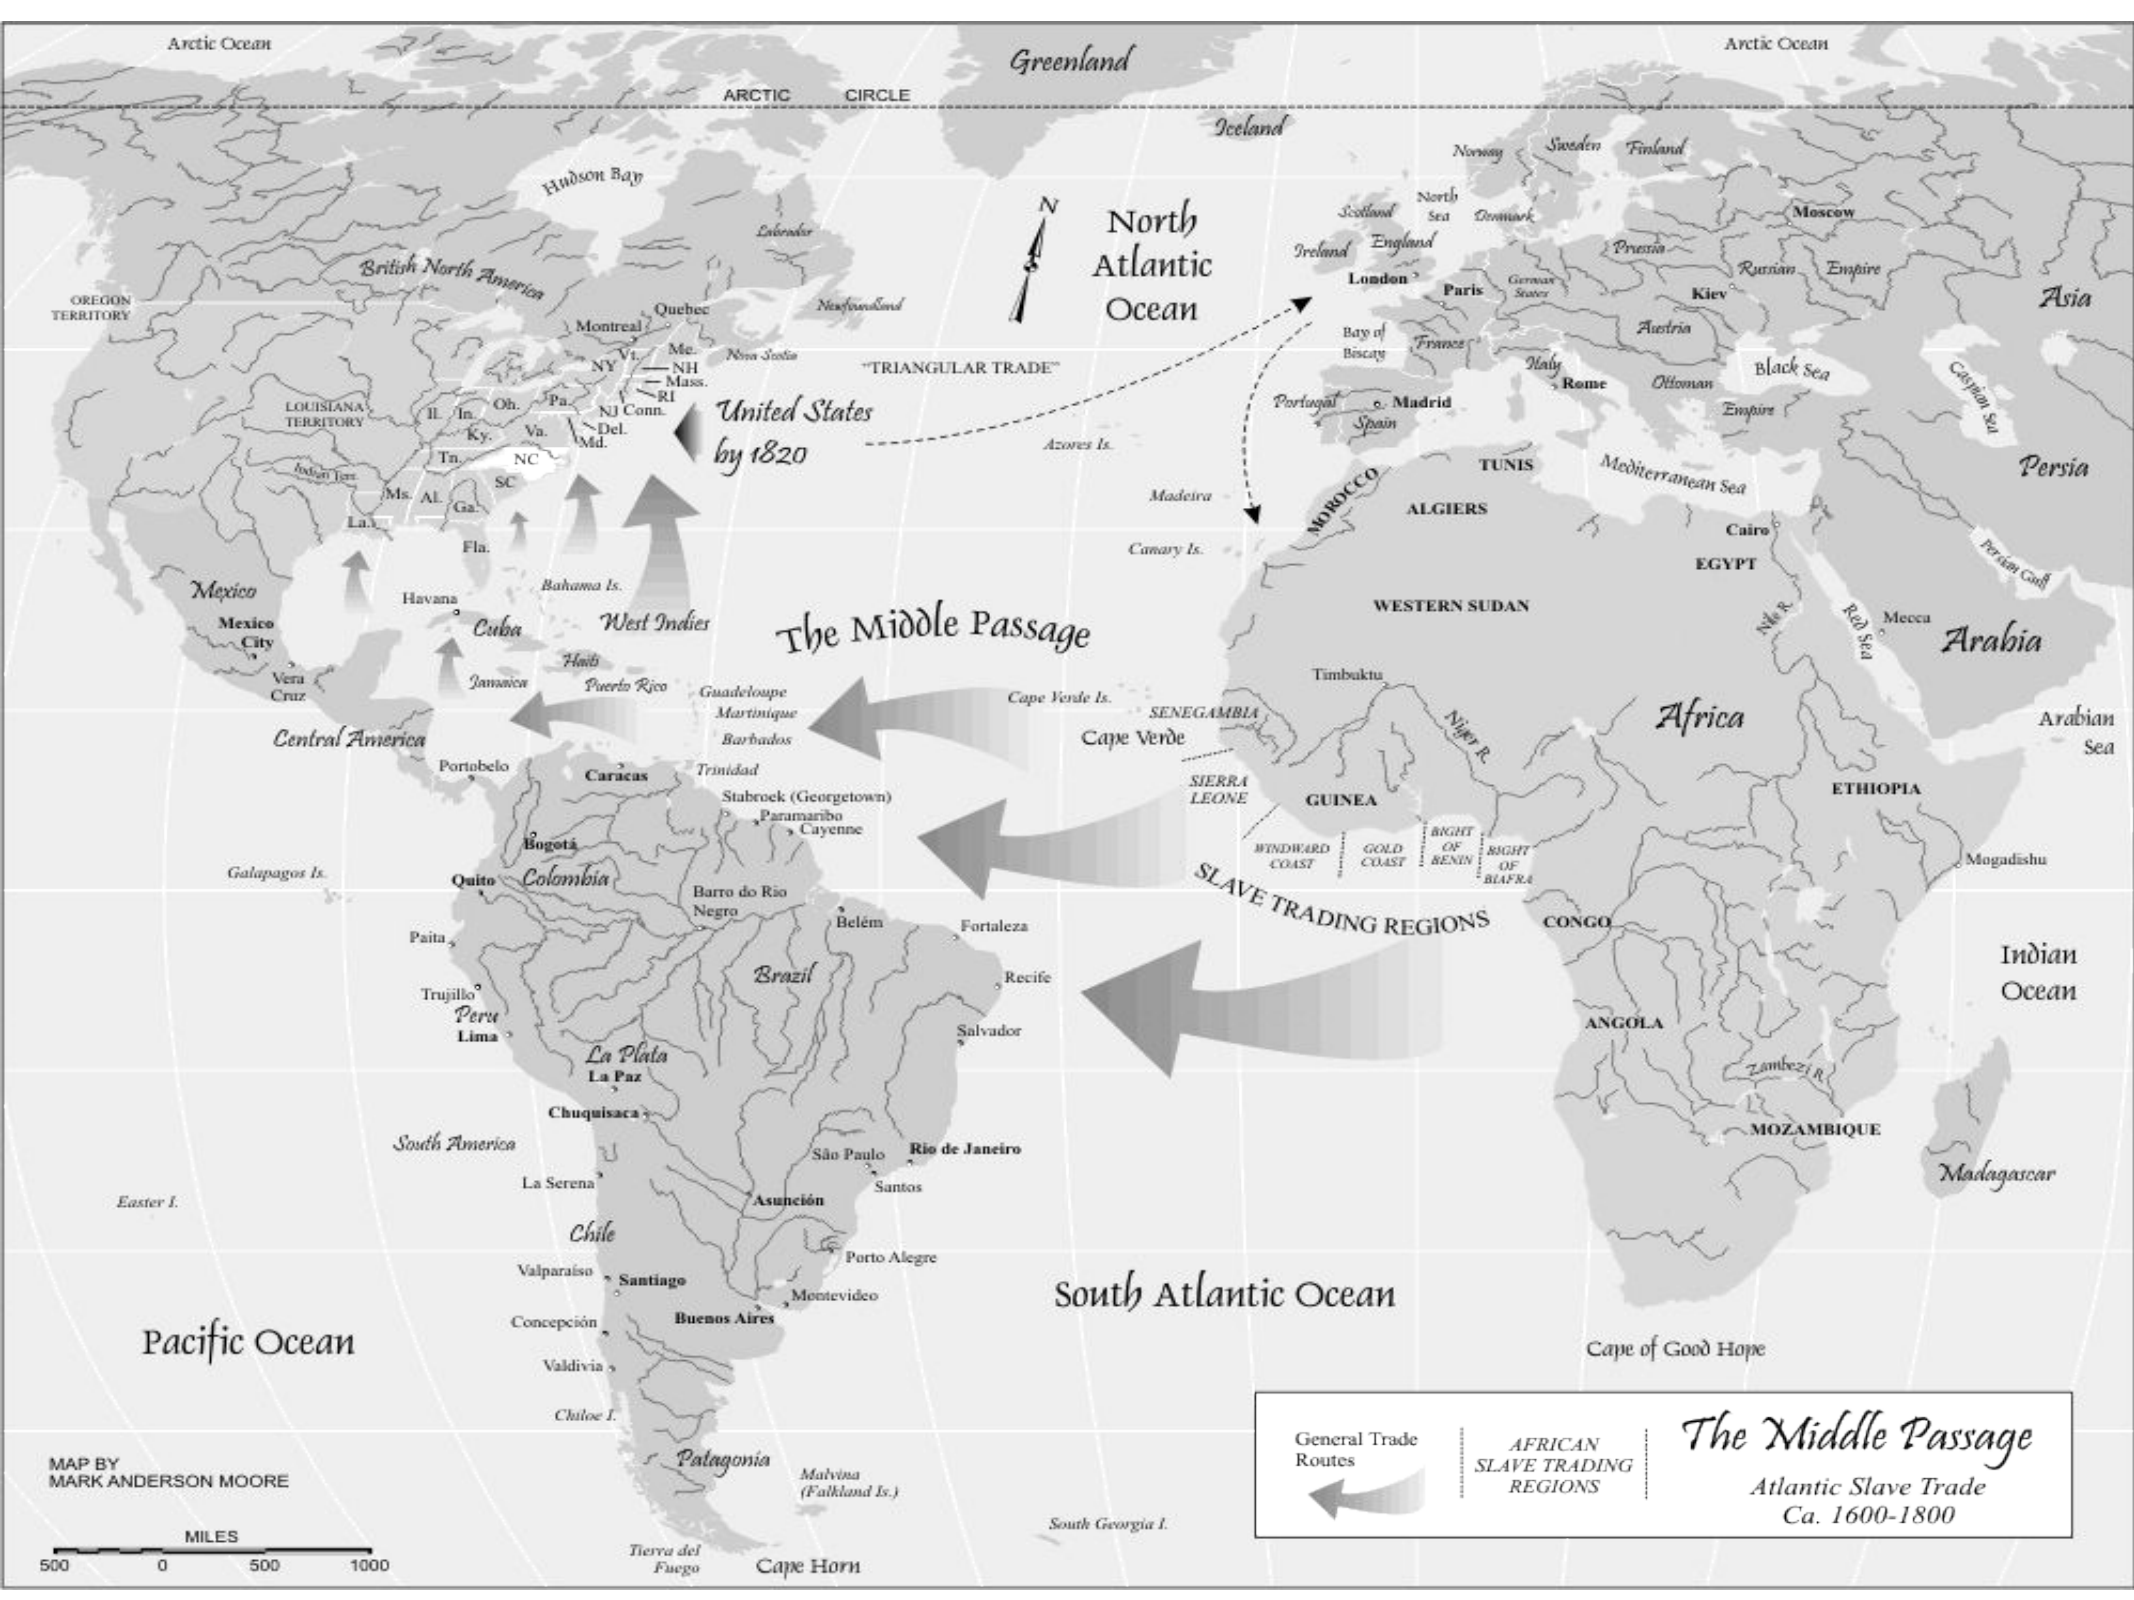 Arctic Ocean
Greenland
Arctic Ocean
ARCTIC CIRCLE
Iceland
Norway
Sweden
Finland
Hudson Bay
North
Sea
Scotland
Denmark
Moscow
N
North
Atlantic
Ocean
Labrador
Ireland
England
Prussia
London
Paris
German
States
Russian Empire
Kiev
Asia
British North America
OREGON
TERRITORY
Newfoundland
Quebec
Montreal
Bay of
Biscay
France
Austria
Me.
Vt.
Nova Scotia
NY
NH
Mass.
RI
"TRIANGULAR TRADE"
Italy
Rome
Ottoman
Empire
Black Sea
Caspian Sea
LOUISIANA
TERRITORY
Il.
In.
Oh.
Pa.
NJ
Conn.
Del.
Md.
Ky.
Va.
United States
by 1820
Portugal
Madrid
Spain
Azores Is.
Tn.
NC
Indian Terr.
SC
Ms.
Al.
Ga.
La.
Fla.
TUNIS
Mediterranean Sea
Persia
Madeira
MOROCCO
ALGIERS
Cairo
EGYPT
Persian Gulf
Canary Is.
Mexico
Mexico
City
Havana
Bahama Is.
Cuba
West Indies
The Middle Passage
WESTERN SUDAN
Nile R.
Red Sea
Mecca
Arabia
Vera
Cruz
Haiti
Jamaica
Puerto Rico
Guadeloupe
Martinique
Barbados
Cape Verde Is.
SENEGAMBIA
Cape Verde
Timbuktu
Niger R.
Africa
Arabian
Sea
Central America
Portobelo
Caracas
Trinidad
Stabroek (Georgetown)
Paramaribo
Cayenne
SIERRA
LEONE
GUINEA
ETHIOPIA
Bogotá
Galapagos Is.
Quito
Colombia
WINDWARD
COAST
GOLD
COAST
BIGHT
OF
BENIN
BIGHT
OF
BIAFRA
Mogadishu
SLAVE TRADING REGIONS
Barro do Rio
Negro
Belém
Fortaleza
CONGO
Paita
Brazil
Recife
Indian
Ocean
Trujillo
Peru
Lima
Salvador
ANGOLA
La Plata
La Paz
Zambezi R.
Chuquisaca
MOZAMBIQUE
South America
São Paulo
Rio de Janeiro
Madagascar
La Serena
Santos
Easter I.
Asunción
Chile
Porto Alegre
Valparaíso
Santiago
Montevideo
South Atlantic Ocean
Concepción
Buenos Aires
Pacific Ocean
Cape of Good Hope
Valdivia
Chiloe I.
Patagonia
Malvina
(Falkland Is.)
South Georgia I.
Tierra del
Fuego
Cape Horn
MAP BY
MARK ANDERSON MOORE
MILES
500 0 500 1000
General Trade
Routes
AFRICAN
SLAVE TRADING
REGIONS
The Middle Passage
Atlantic Slave Trade
Ca. 1600-1800